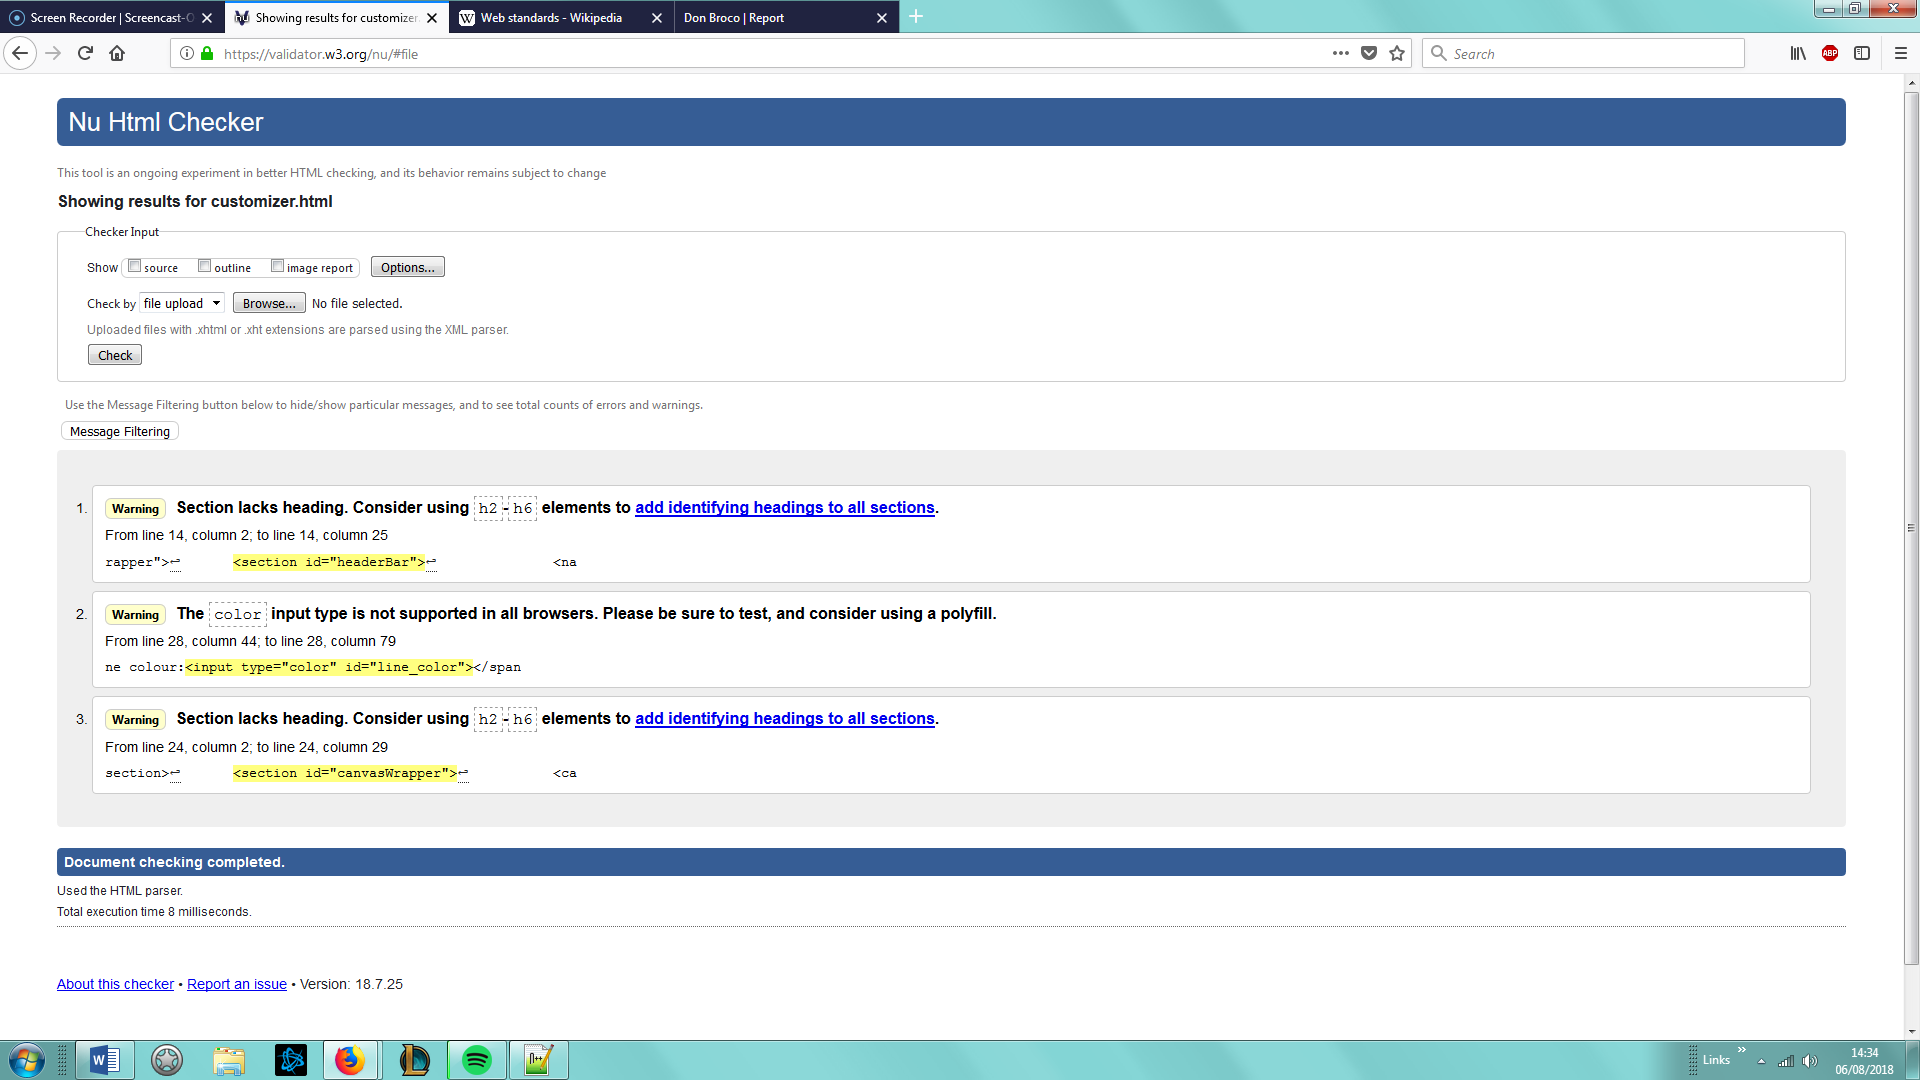 Screen Recorder | Screencast-O
Showing results for customizer.
Web standards - Wikipedia
Don Broco | Report
https://validator.w3.org/nu/#file
Search
ABP
Nu Html Checker
This tool is an ongoing experiment in better HTML checking, and its behavior remains subject to change
Showing results for customizer.html
Checker Input
Show source outline image report Options...
Check by file upload Browse... No file selected.
Uploaded files with .xhtml or .xht extensions are parsed using the XML parser.
Check
Use the Message Filtering button below to hide/show particular messages, and to see total counts of errors and warnings.
Message Filtering
1. Warning Section lacks heading. Consider using h2-h6 elements to add identifying headings to all sections.
From line 14, column 2; to line 14, column 25
rapper">↩ <section id="headerBar">↩ <na
2. Warning The color input type is not supported in all browsers. Please be sure to test, and consider using a polyfill.
From line 28, column 44; to line 28, column 79
ne colour:<input type="color" id="line_color"></span
3. Warning Section lacks heading. Consider using h2-h6 elements to add identifying headings to all sections.
From line 24, column 2; to line 24, column 29
section>↩ <section id="canvasWrapper">↩ <ca
Document checking completed.
Used the HTML parser.
Total execution time 8 milliseconds.
About this checker • Report an issue • Version: 18.7.25
Links
14:34
06/08/2018